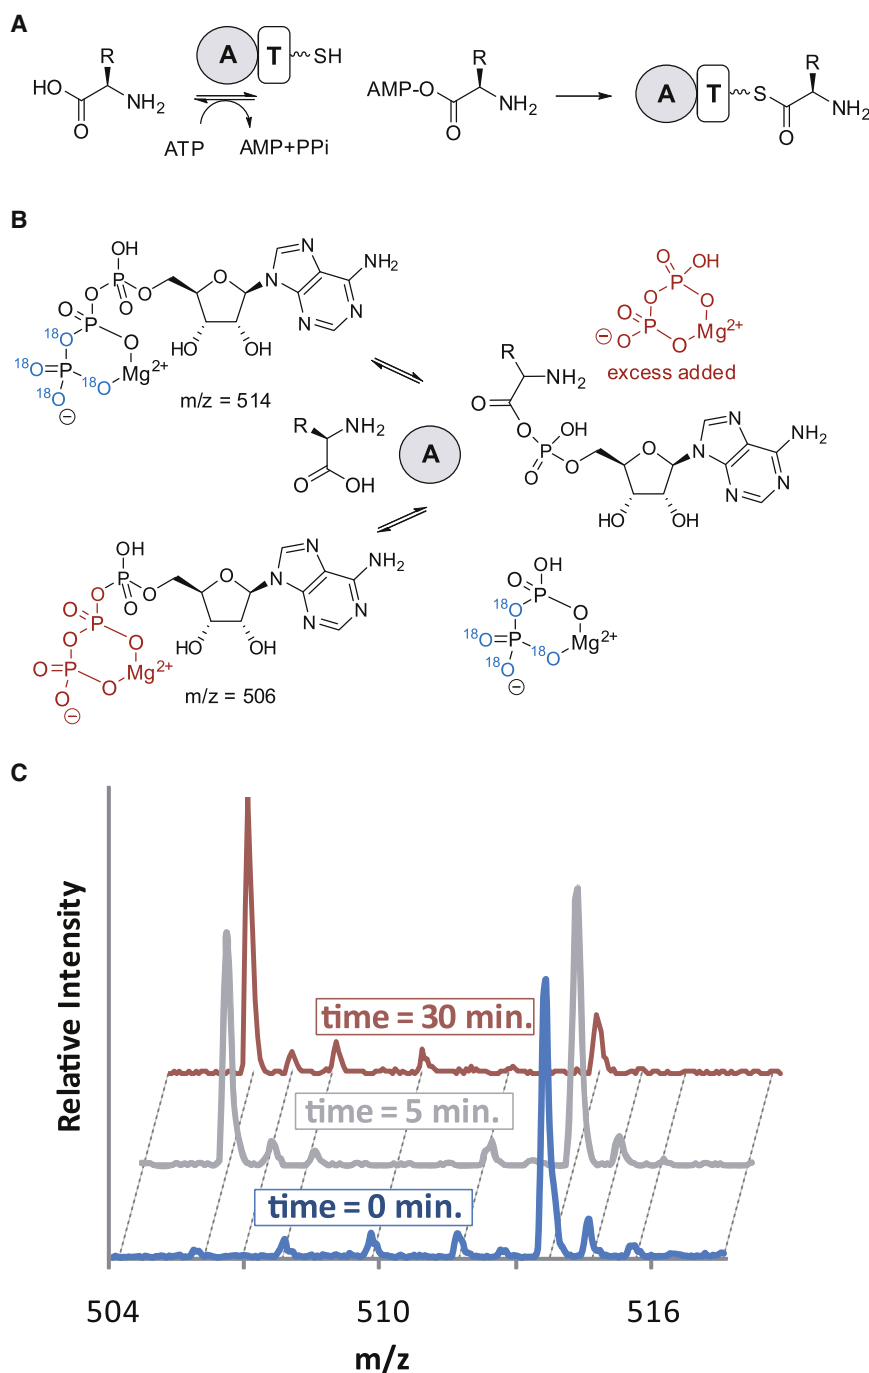 A
R
HO
NH2
O
A
T
SH
ATP
AMP+PPi
R
AMP-O
NH2
O
A
T
S
R
NH2
O
B
OH
P
O
O
O
O
N
N
NH2
N
N
O
P
18O
O
18O
P
18O
Mg2+
18O
HO
OH
m/z = 514
O
OH
P
O
O
O
P
Mg2+
O
O
excess added
R
NH2
O
O
OH
P
O
O
O
N
N
NH2
N
N
HO
OH
R
NH2
O
OH
A
OH
P
O
O
O
O
N
N
NH2
N
N
O
P
O
O
O
P
Mg2+
O
O
HO
OH
m/z = 506
OH
O
P
18O
O
18O
P
Mg2+
18O
18O
C
Relative Intensity
time = 30 min.
time = 5 min.
time = 0 min.
504
510
516
m/z